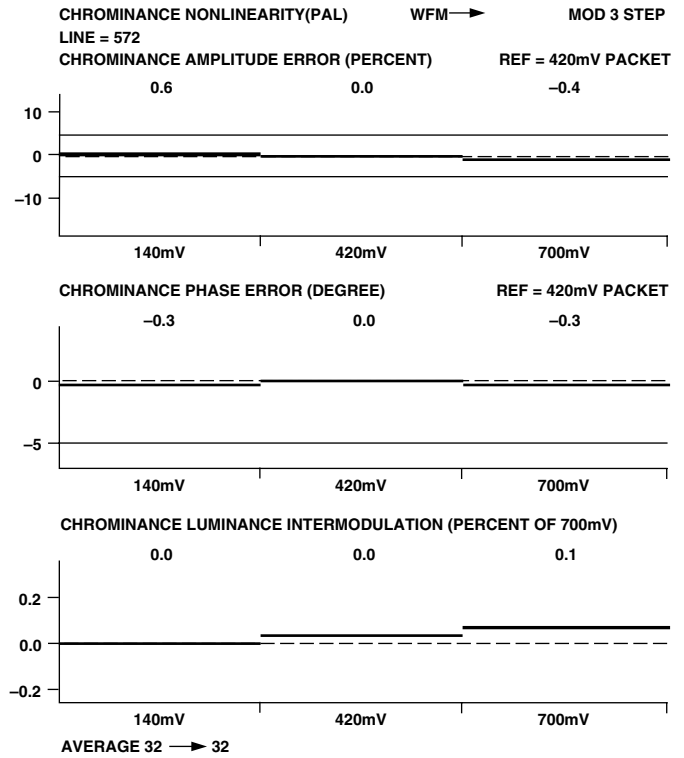 CHROMINANCE NONLINEARITY(PAL) WFM MOD 3 STEP
LINE = 572
CHROMINANCE AMPLITUDE ERROR (PERCENT) REF = 420mV PACKET
0.6 0.0 –0.4
10
0
–10
140mV 420mV 700mV
CHROMINANCE PHASE ERROR (DEGREE) REF = 420mV PACKET
–0.3 0.0 –0.3
0
–5
140mV 420mV 700mV
CHROMINANCE LUMINANCE INTERMODULATION (PERCENT OF 700mV)
0.0 0.0 0.1
0.2
0.0
–0.2
140mV 420mV 700mV
AVERAGE 32 32